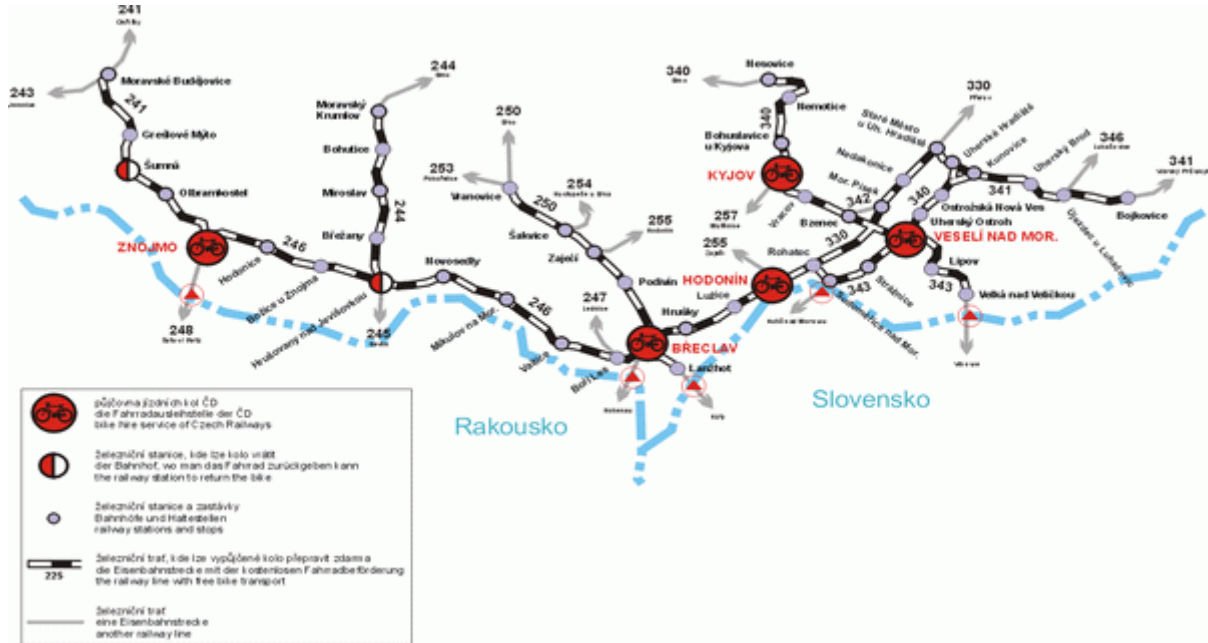 241
243
Moravské Budějovice
241
Grešlové Mýto
Šumná
Olbramkostel
ZNOJMO
246
Hodonice
Božice u Znojma
Hrušovany nad Jevišovkou
248
244
Moravský
Krumlov
Bohutice
Miroslav
244
Břežany
245
Novosedly
Mikulov na Mor.
246
Valtice
Boří Les
250
253
Vranovice
250
254
Šakvice
Zaječí
255
Podivín
247
Lednice
BŘECLAV
Hrušky
Lanžhot
Lužice
HODONÍN
255
257
340
Nesovice
Nemotice
340
Bohuslavice
u Kyjova
KYJOV
Vracov
Bzenec
Mor. Písek
Nedakonice
Staré Město
u Uh. Hradiště
330
Uherské Hradiště
Kunovice
341
Uherský Brod
346
341
Bojkovice
Újezdec u Luhačovic
342
340
Ostrožská Nová Ves
Uherský Ostroh
VESELÍ NAD MOR.
330
Rohatec
Strážnice
343
Sudoměřice nad Mor.
Lipov
343
Velká nad Veličkou
Rakousko
Slovensko
půjčovna jízdních kol ČD
die Fahrradausleihstelle der ČD
bike hire service of Czech Railways
železniční stanice, kde lze kolo vrátit
der Bahnhof, wo man das Fahrrad zurückgeben kann
the railway station to return the bike
železniční stanice a zastávky
Bahnhöfe und Haltestellen
railway stations and stops
225
železniční trať, kde lze vypůjčené kolo přepravit zdarma
die Eisenbahnstrecke mit der kostenlosen Fahrradbeförderung
the railway line with free bike transport
železniční trať
eine Eisenbahnstrecke
another railway line